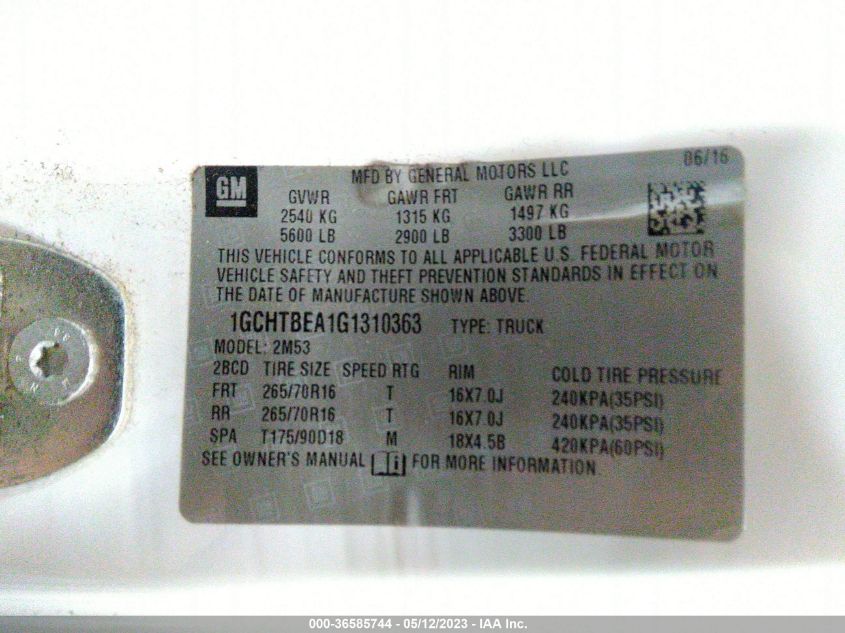 GM
MFD BY GENERAL MOTORS LLC 06/16
GVWR GAWR FRT GAWR RR
2540 KG 1315 KG 1497 KG
5600 LB 2900 LB 3300 LB
THIS VEHICLE CONFORMS TO ALL APPLICABLE U.S. FEDERAL MOTOR
VEHICLE SAFETY AND THEFT PREVENTION STANDARDS IN EFFECT ON
THE DATE OF MANUFACTURE SHOWN ABOVE.
1GCHTBEA1G1310363 TYPE: TRUCK
MODEL: 2M53
2BCD TIRE SIZE SPEED RTG RIM COLD TIRE PRESSURE
FRT 265/70R16 T 16X7.0J 240KPA(35PSI)
RR 265/70R16 T 16X7.0J 240KPA(35PSI)
SPA T175/90D18 M 18X4.5B 420KPA(60PSI)
SEE OWNER'S MANUAL i FOR MORE INFORMATION
000-36585744 - 05/12/2023 - IAA Inc.